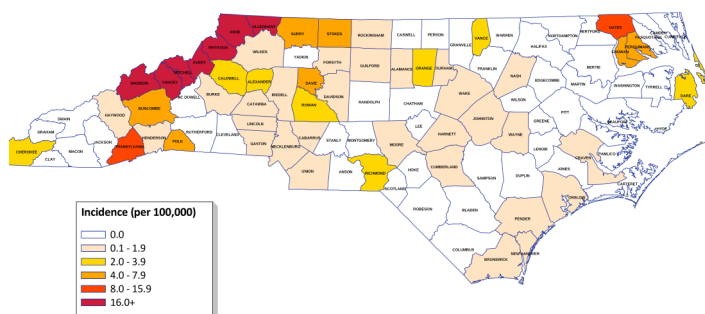 ALLEGHANY
ASHE
SURRY
STOKES
ROCKINGHAM
CASWELL
PERSON
GRANVILLE
VANCE
WARREN
NORTHAMPTON
HERTFORD
GATES
CAMDEN
CURRITUCK
PASQUOTANK
PERQUIMANS
CHOWAN
WATAUGA
WILKES
YADKIN
FORSYTH
GUILFORD
ALAMANCE
ORANGE
DURHAM
FRANKLIN
HALIFAX
BERTIE
AVERY
MITCHELL
YANCEY
MADISON
CALDWELL
ALEXANDER
IREDELL
DAVIE
DAVIDSON
RANDOLPH
CHATHAM
WAKE
NASH
EDGECOMBE
MARTIN
WASHINGTON
TYRRELL
DARE
HAYWOOD
BUNCOMBE
MC DOWELL
BURKE
CATAWBA
ROWAN
WILSON
PITT
BEAUFORT
HYDE
SWAIN
GRAHAM
CHEROKEE
CLAY
MACON
JACKSON
TRANSYLVANIA
HENDERSON
POLK
RUTHERFORD
CLEVELAND
LINCOLN
GASTON
MECKLENBURG
CABARRUS
STANLY
MONTGOMERY
MOORE
LEE
HARNETT
JOHNSTON
WAYNE
GREENE
LENOIR
CRAVEN
PAMLICO
UNION
ANSON
RICHMOND
SCOTLAND
HOKE
CUMBERLAND
SAMPSON
DUPLIN
JONES
ONSLOW
CARTERET
ROBESON
BLADEN
PENDER
COLUMBUS
BRUNSWICK
NEW HANOVER
Incidence (per 100,000)
0.0
0.1 - 1.9
2.0 - 3.9
4.0 - 7.9
8.0 - 15.9
16.0+